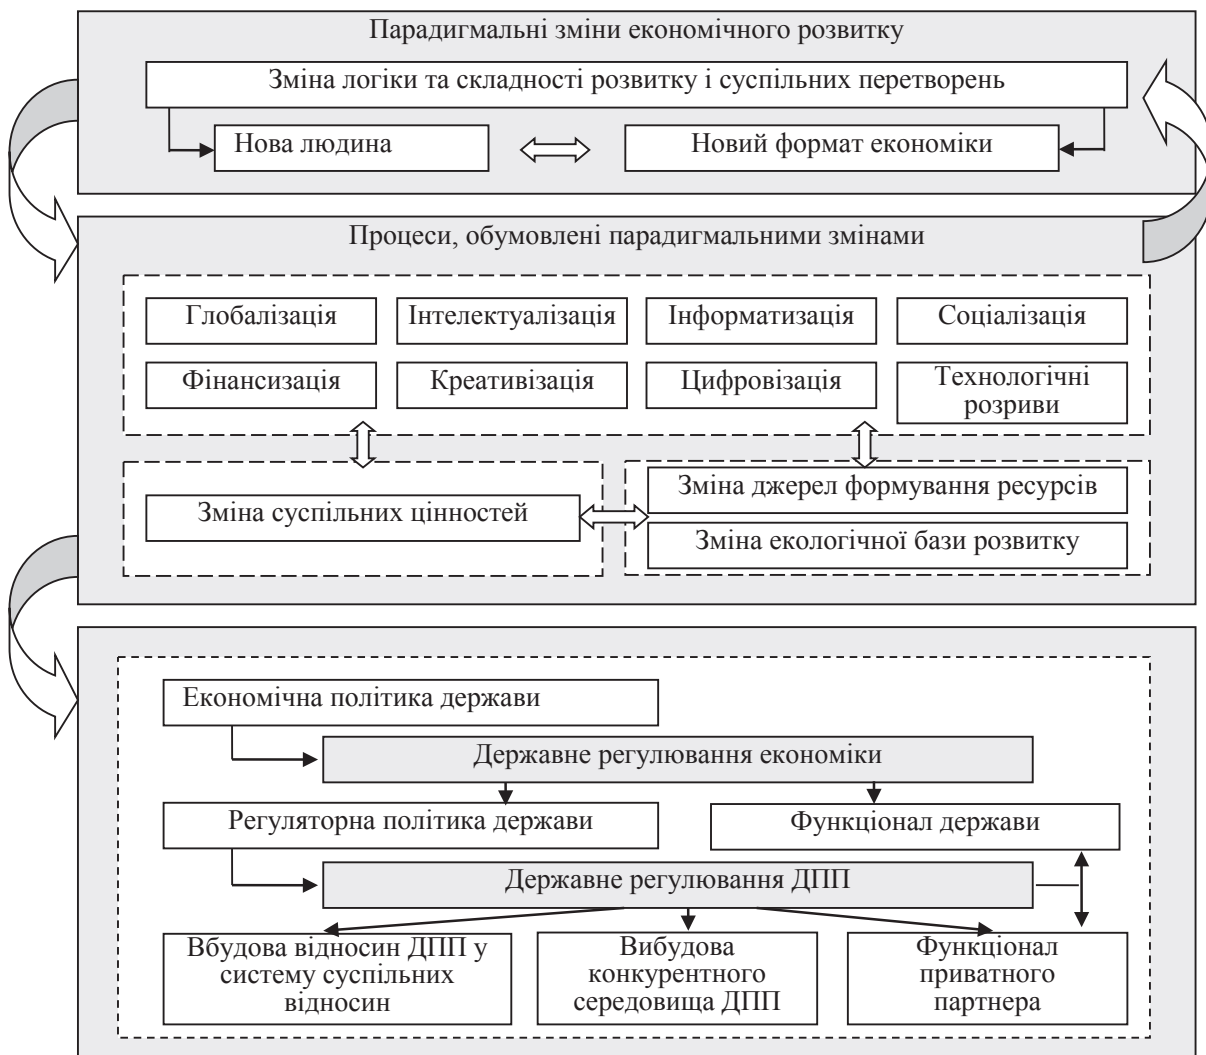 Парадигмальні зміни економічного розвитку
Зміна логіки та складності розвитку і суспільних перетворень
Нова людина
Новий формат економіки
Процеси, обумовлені парадигмальними змінами
Глобалізація
Інтелектуалізація
Інформатизація
Соціалізація
Фінансизація
Креативізація
Цифровізація
Технологічні
розриви
Зміна суспільних цінностей
Зміна джерел формування ресурсів
Зміна екологічної бази розвитку
Економічна політика держави
Державне регулювання економіки
Регуляторна політика держави
Функціонал держави
Державне регулювання ДПП
Вбудова відносин ДПП у
систему суспільних
відносин
Вибудова
конкурентного
середовища ДПП
Функціонал
приватного
партнера